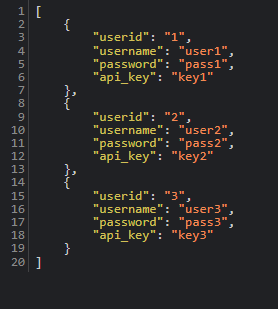 1 [
2     {
3         "userid": "1",
4         "username": "user1",
5         "password": "pass1",
6         "api_key": "key1"
7     },
8     {
9         "userid": "2",
10         "username": "user2",
11         "password": "pass2",
12         "api_key": "key2"
13     },
14     {
15         "userid": "3",
16         "username": "user3",
17         "password": "pass3",
18         "api_key": "key3"
19     }
20 ]